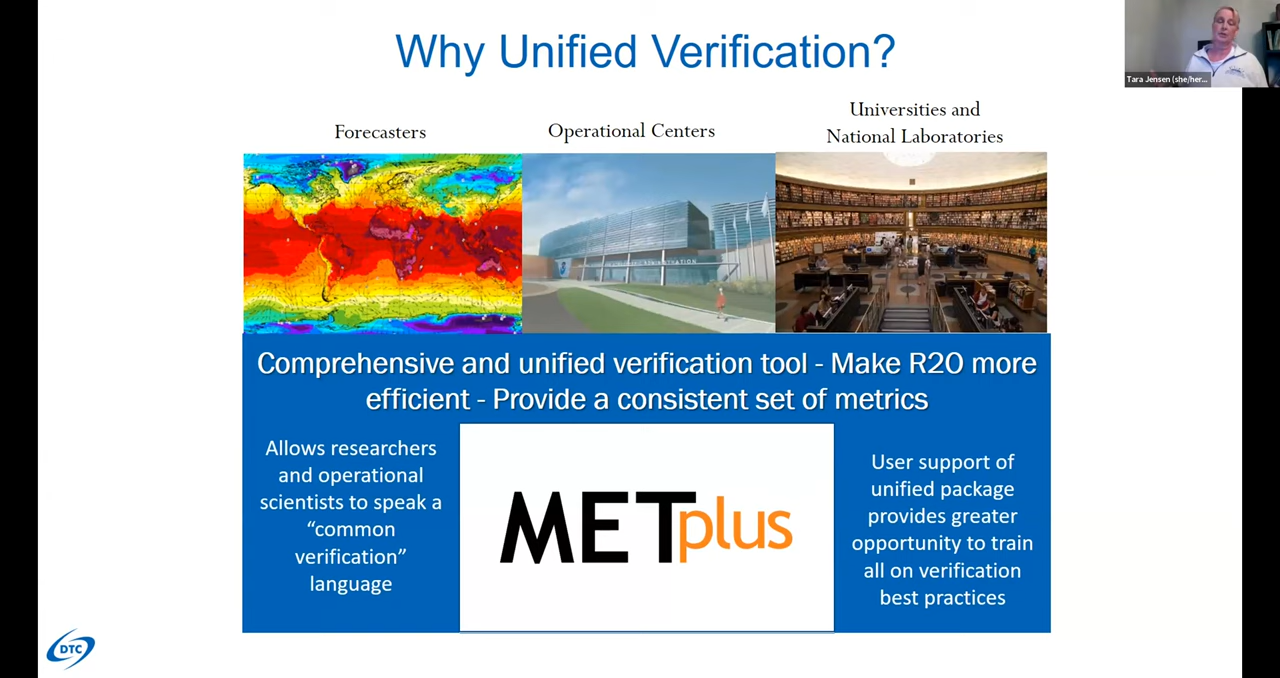 Why Unified Verification?
Tara Jensen (she/her...
Forecasters
Operational Centers
Universities and
National Laboratories
Comprehensive and unified verification tool - Make R2O more
efficient - Provide a consistent set of metrics
Allows researchers
and operational
scientists to speak a
“common
verification”
language
METplus
User support of
unified package
provides greater
opportunity to train
all on verification
best practices
DTC